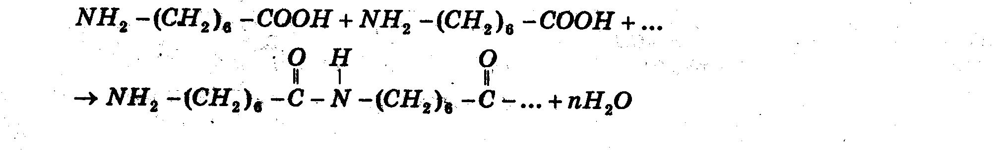 NH₂ –(CH₂)₆ –COOH + NH₂ –(CH₂)₆ –COOH + ...
O H O
→ NH₂ –(CH₂)₆ –C – N –(CH₂)₆ –C – ... + nH₂O